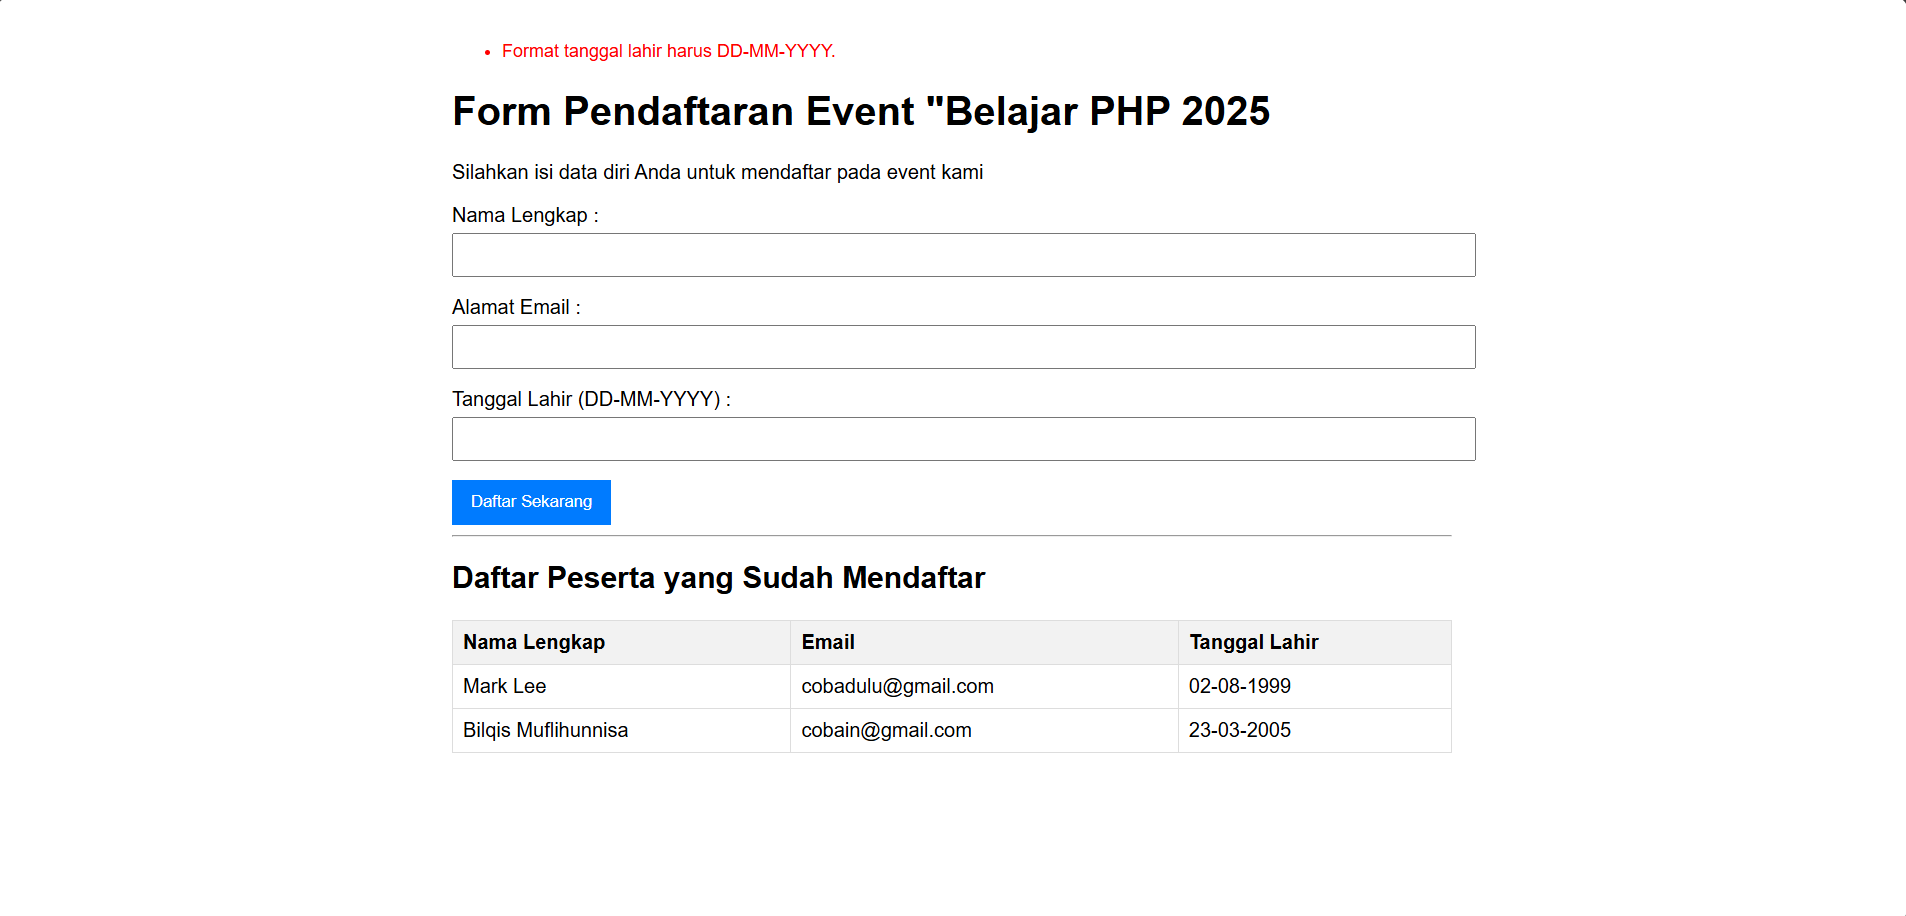 Format tanggal lahir harus DD-MM-YYYY.
Form Pendaftaran Event "Belajar PHP 2025
Silahkan isi data diri Anda untuk mendaftar pada event kami
Nama Lengkap :
Alamat Email :
Tanggal Lahir (DD-MM-YYYY) :
Daftar Sekarang
Daftar Peserta yang Sudah Mendaftar
Nama Lengkap Email Tanggal Lahir
Mark Lee cobadulu@gmail.com 02-08-1999
Bilqis Muflihunnisa cobain@gmail.com 23-03-2005